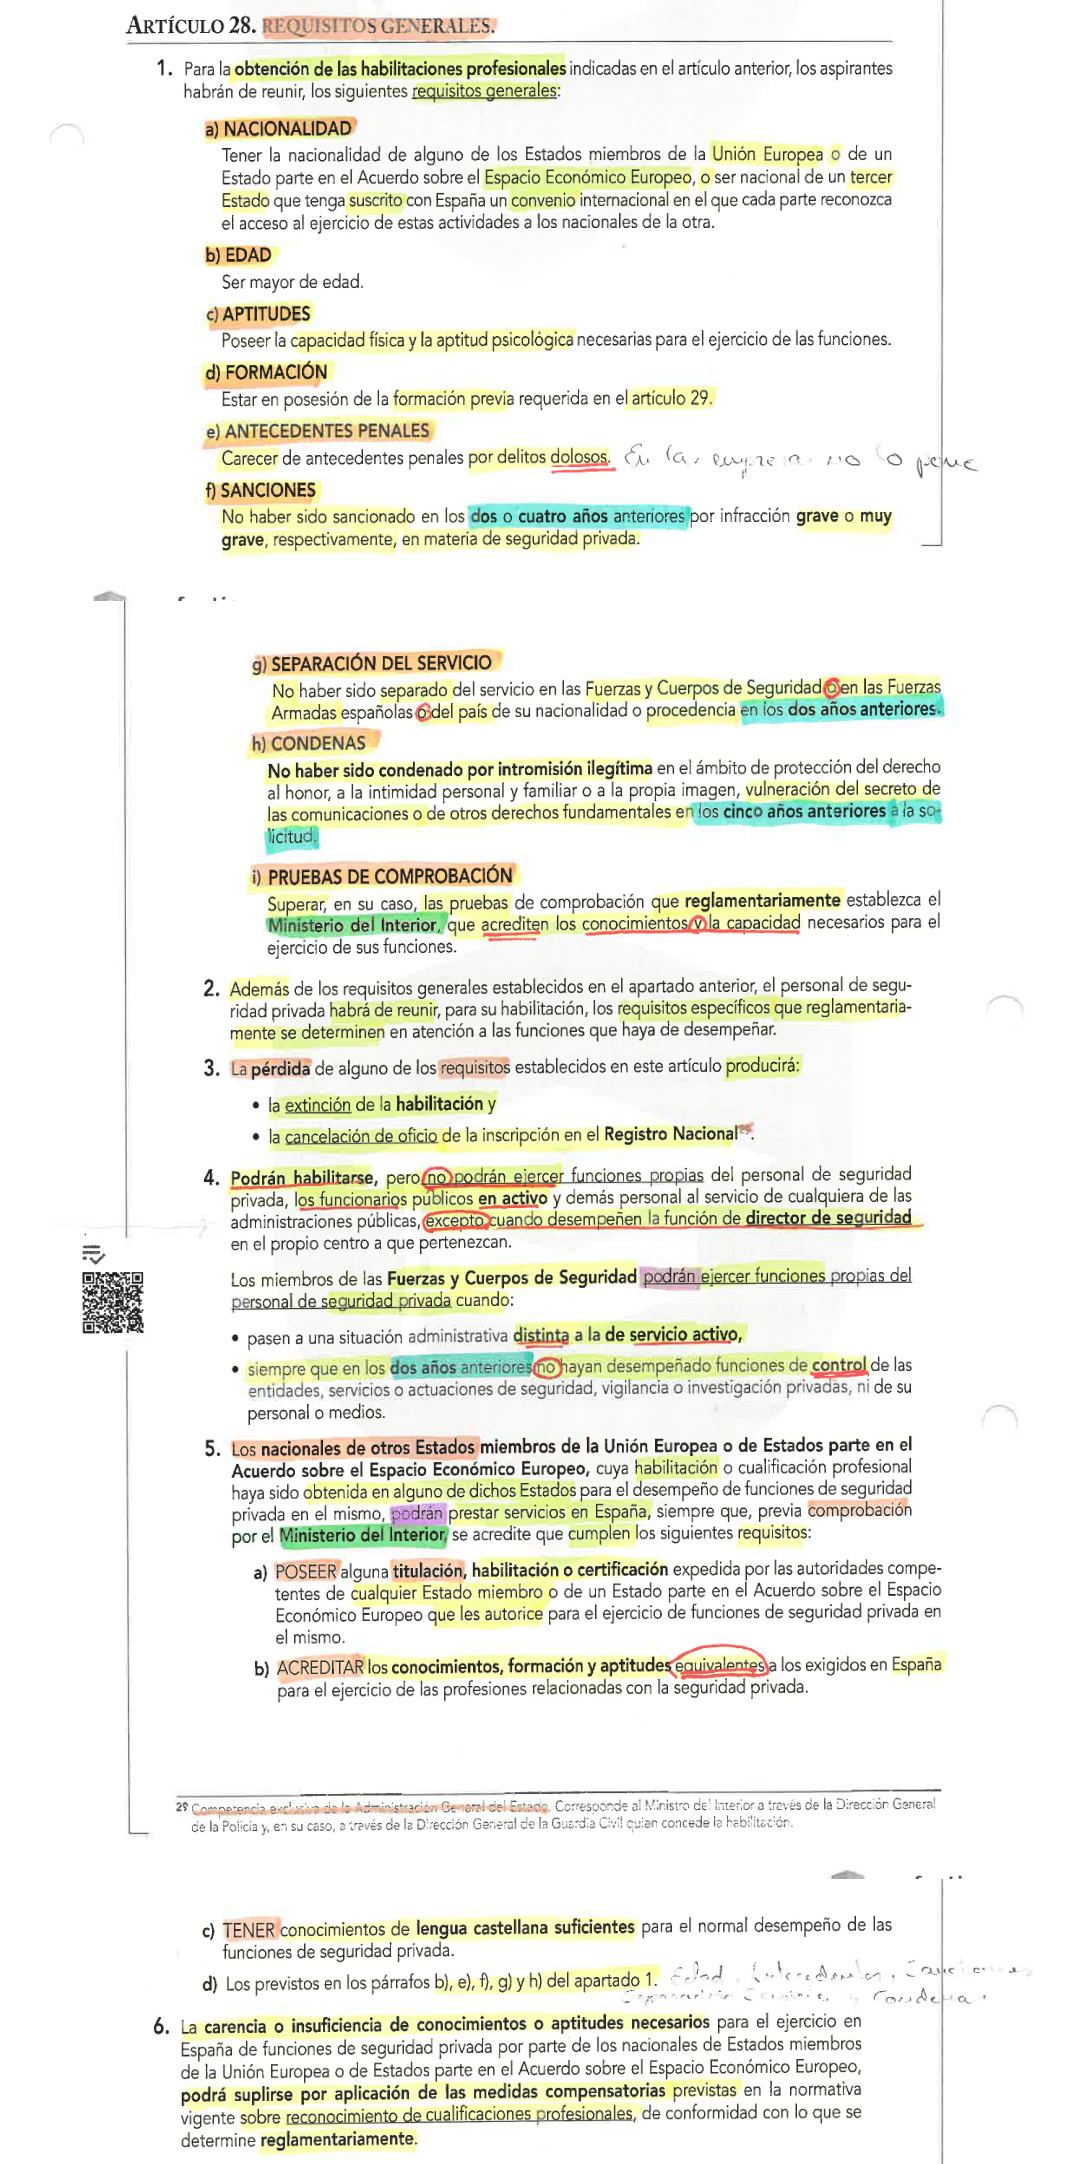 ARTÍCULO 28. REQUISITOS GENERALES.
1. Para la obtención de las habilitaciones profesionales indicadas en el artículo anterior, los aspirantes
habrán de reunir, los siguientes requisitos generales:
a) NACIONALIDAD
Tener la nacionalidad de alguno de los Estados miembros de la Unión Europea o de un
Estado parte en el Acuerdo sobre el Espacio Económico Europeo, o ser nacional de un tercer
Estado que tenga suscrito con España un convenio internacional en el que cada parte reconozca
el acceso al ejercicio de estas actividades a los nacionales de la otra.
b) EDAD
Ser mayor de edad.
c) APTITUDES
Poseer la capacidad física y la aptitud psicológica necesarias para el ejercicio de las funciones.
d) FORMACIÓN
Estar en posesión de la formación previa requerida en el artículo 29.
e) ANTECEDENTES PENALES
Carecer de antecedentes penales por delitos dolosos. En las empresas no lo pone
f) SANCIONES
No haber sido sancionado en los dos o cuatro años anteriores por infracción grave o muy
grave, respectivamente, en materia de seguridad privada.
g) SEPARACIÓN DEL SERVICIO
No haber sido separado del servicio en las Fuerzas y Cuerpos de Seguridad o en las Fuerzas
Armadas españolas o del país de su nacionalidad o procedencia en los dos años anteriores.
h) CONDENAS
No haber sido condenado por intromisión ilegítima en el ámbito de protección del derecho
al honor, a la intimidad personal y familiar o a la propia imagen, vulneración del secreto de
las comunicaciones o de otros derechos fundamentales en los cinco años anteriores a la so-
licitud.
i) PRUEBAS DE COMPROBACIÓN
Superar, en su caso, las pruebas de comprobación que reglamentariamente establezca el
Ministerio del Interior, que acrediten los conocimientos y la capacidad necesarios para el
ejercicio de sus funciones.
2. Además de los requisitos generales establecidos en el apartado anterior, el personal de segu-
ridad privada habrá de reunir, para su habilitación, los requisitos específicos que reglamentaria-
mente se determinen en atención a las funciones que haya de desempeñar.
3. La pérdida de alguno de los requisitos establecidos en este artículo producirá:
• la extinción de la habilitación y
• la cancelación de oficio de la inscripción en el Registro Nacional29.
4. Podrán habilitarse, pero no podrán ejercer funciones propias del personal de seguridad
privada, los funcionarios públicos en activo y demás personal al servicio de cualquiera de las
administraciones públicas, excepto cuando desempeñen la función de director de seguridad
en el propio centro a que pertenezcan.
Los miembros de las Fuerzas y Cuerpos de Seguridad podrán ejercer funciones propias del
personal de seguridad privada cuando:
• pasen a una situación administrativa distinta a la de servicio activo,
• siempre que en los dos años anteriores no hayan desempeñado funciones de control de las
entidades, servicios o actuaciones de seguridad, vigilancia o investigación privadas, ni de su
personal o medios.
5. Los nacionales de otros Estados miembros de la Unión Europea o de Estados parte en el
Acuerdo sobre el Espacio Económico Europeo, cuya habilitación o cualificación profesional
haya sido obtenida en alguno de dichos Estados para el desempeño de funciones de seguridad
privada en el mismo, podrán prestar servicios en España, siempre que, previa comprobación
por el Ministerio del Interior, se acredite que cumplen los siguientes requisitos:
a) POSEER alguna titulación, habilitación o certificación expedida por las autoridades compe-
tentes de cualquier Estado miembro o de un Estado parte en el Acuerdo sobre el Espacio
Económico Europeo que les autorice para el ejercicio de funciones de seguridad privada en
el mismo.
b) ACREDITAR los conocimientos, formación y aptitudes equivalentes a los exigidos en España
para el ejercicio de las profesiones relacionadas con la seguridad privada.
29 Competencia exclusiva de la Administración General del Estado. Corresponde al Ministro del Interior a través de la Dirección General
de la Policía y, en su caso, a través de la Dirección General de la Guardia Civil quien concede la habilitación.
c) TENER conocimientos de lengua castellana suficientes para el normal desempeño de las
funciones de seguridad privada.
d) Los previstos en los párrafos b), e), f), g) y h) del apartado 1. Edad, Antecedentes, Sanciones
Separación Servicio y Condenas.
6. La carencia o insuficiencia de conocimientos o aptitudes necesarios para el ejercicio en
España de funciones de seguridad privada por parte de los nacionales de Estados miembros
de la Unión Europea o de Estados parte en el Acuerdo sobre el Espacio Económico Europeo,
podrá suplirse por aplicación de las medidas compensatorias previstas en la normativa
vigente sobre reconocimiento de cualificaciones profesionales, de conformidad con lo que se
determine reglamentariamente.